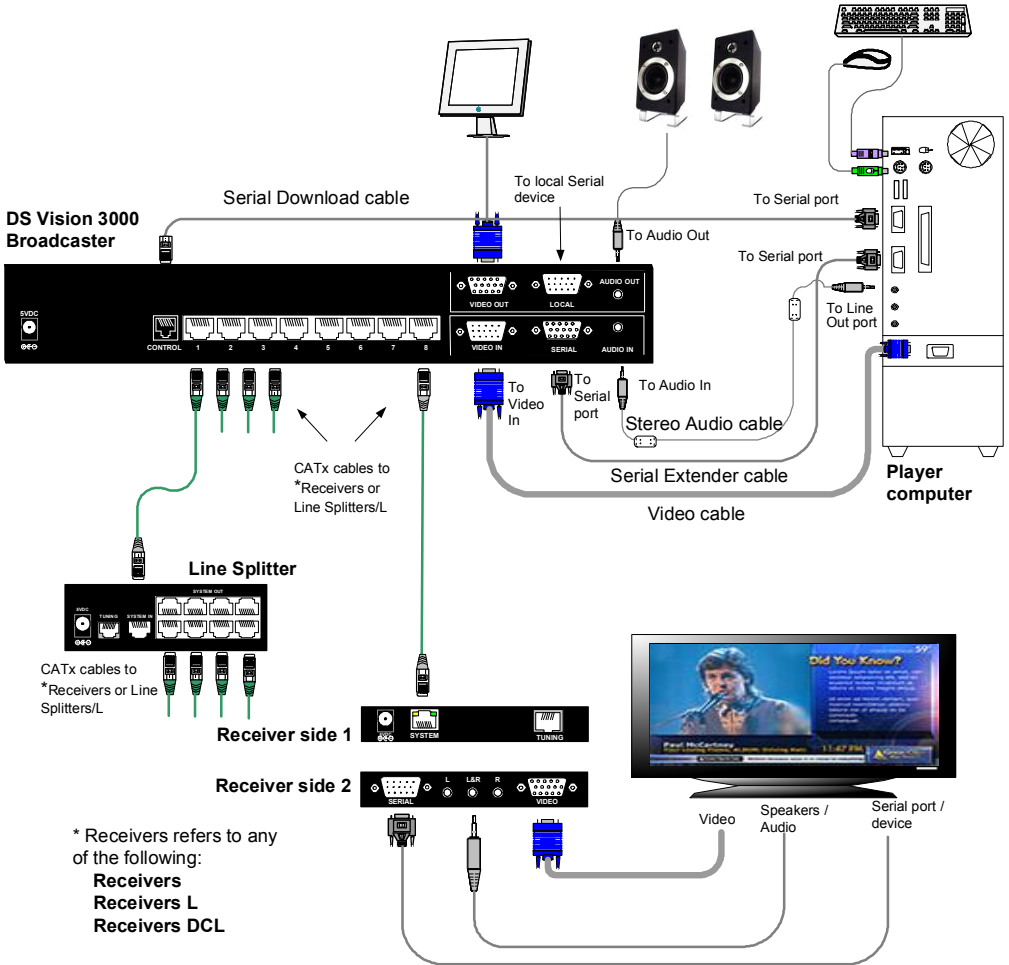 To local Serial
device
Serial Download cable
To Serial port
DS Vision 3000
Broadcaster
To Audio Out
To Serial port
AUDIO OUT
VIDEO OUT
LOCAL
5VDC
CONTROL
1
2
3
4
5
6
7
8
VIDEO IN
SERIAL
AUDIO IN
To Line
Out port
To
Video
In
To
Serial
port
To Audio In
Stereo Audio cable
Serial Extender cable
Video cable
Player
computer
CATx cables to
*Receivers or
Line Splitters/L
Line Splitter
SYSTEM OUT
5VDC
TUNING
SYSTEM IN
CATx cables to
*Receivers or Line
Splitters/L
Receiver side 1
SYSTEM
TUNING
Receiver side 2
L
L&R
R
SERIAL
VIDEO
59°
Did You Know?
Paul McCartney
11:47 PM
Video
Speakers /
Audio
Serial port /
device
* Receivers refers to any
of the following:
Receivers
Receivers L
Receivers DCL